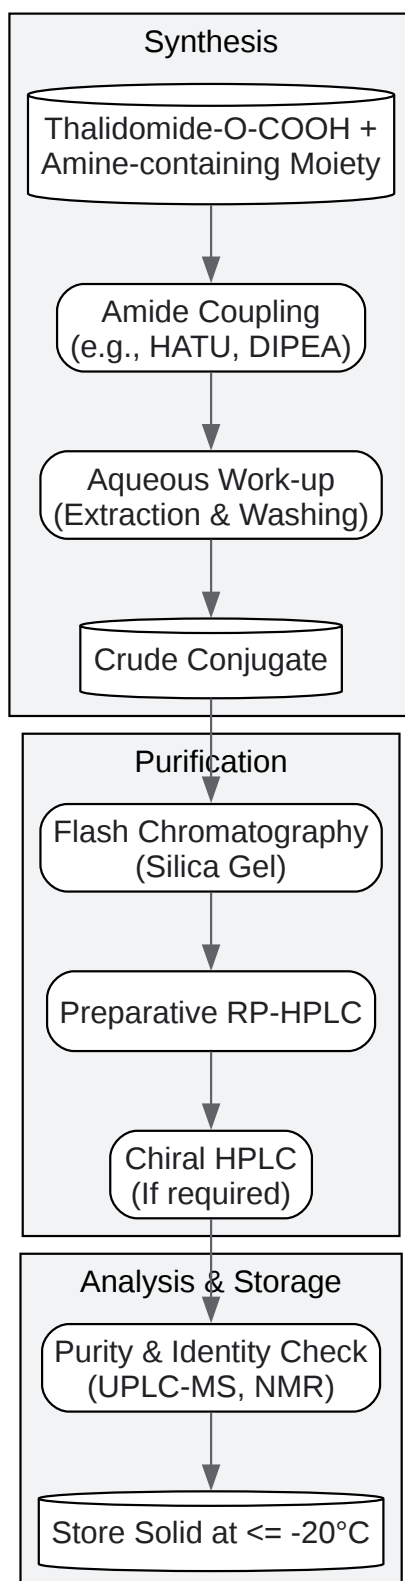 Synthesis
Thalidomide-O-COOH +
Amine-containing Moiety
Amide Coupling
(e.g., HATU, DIPEA)
Aqueous Work-up
(Extraction & Washing)
Crude Conjugate
Purification
Flash Chromatography
(Silica Gel)
Preparative RP-HPLC
Chiral HPLC
(If required)
Analysis & Storage
Purity & Identity Check
(UPLC-MS, NMR)
Store Solid at <= -20°C